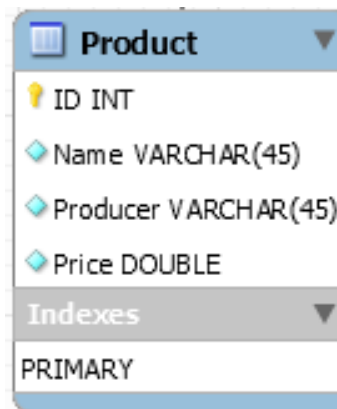 Product
ID INT
Name VARCHAR(45)
Producer VARCHAR(45)
Price DOUBLE
Indexes
PRIMARY